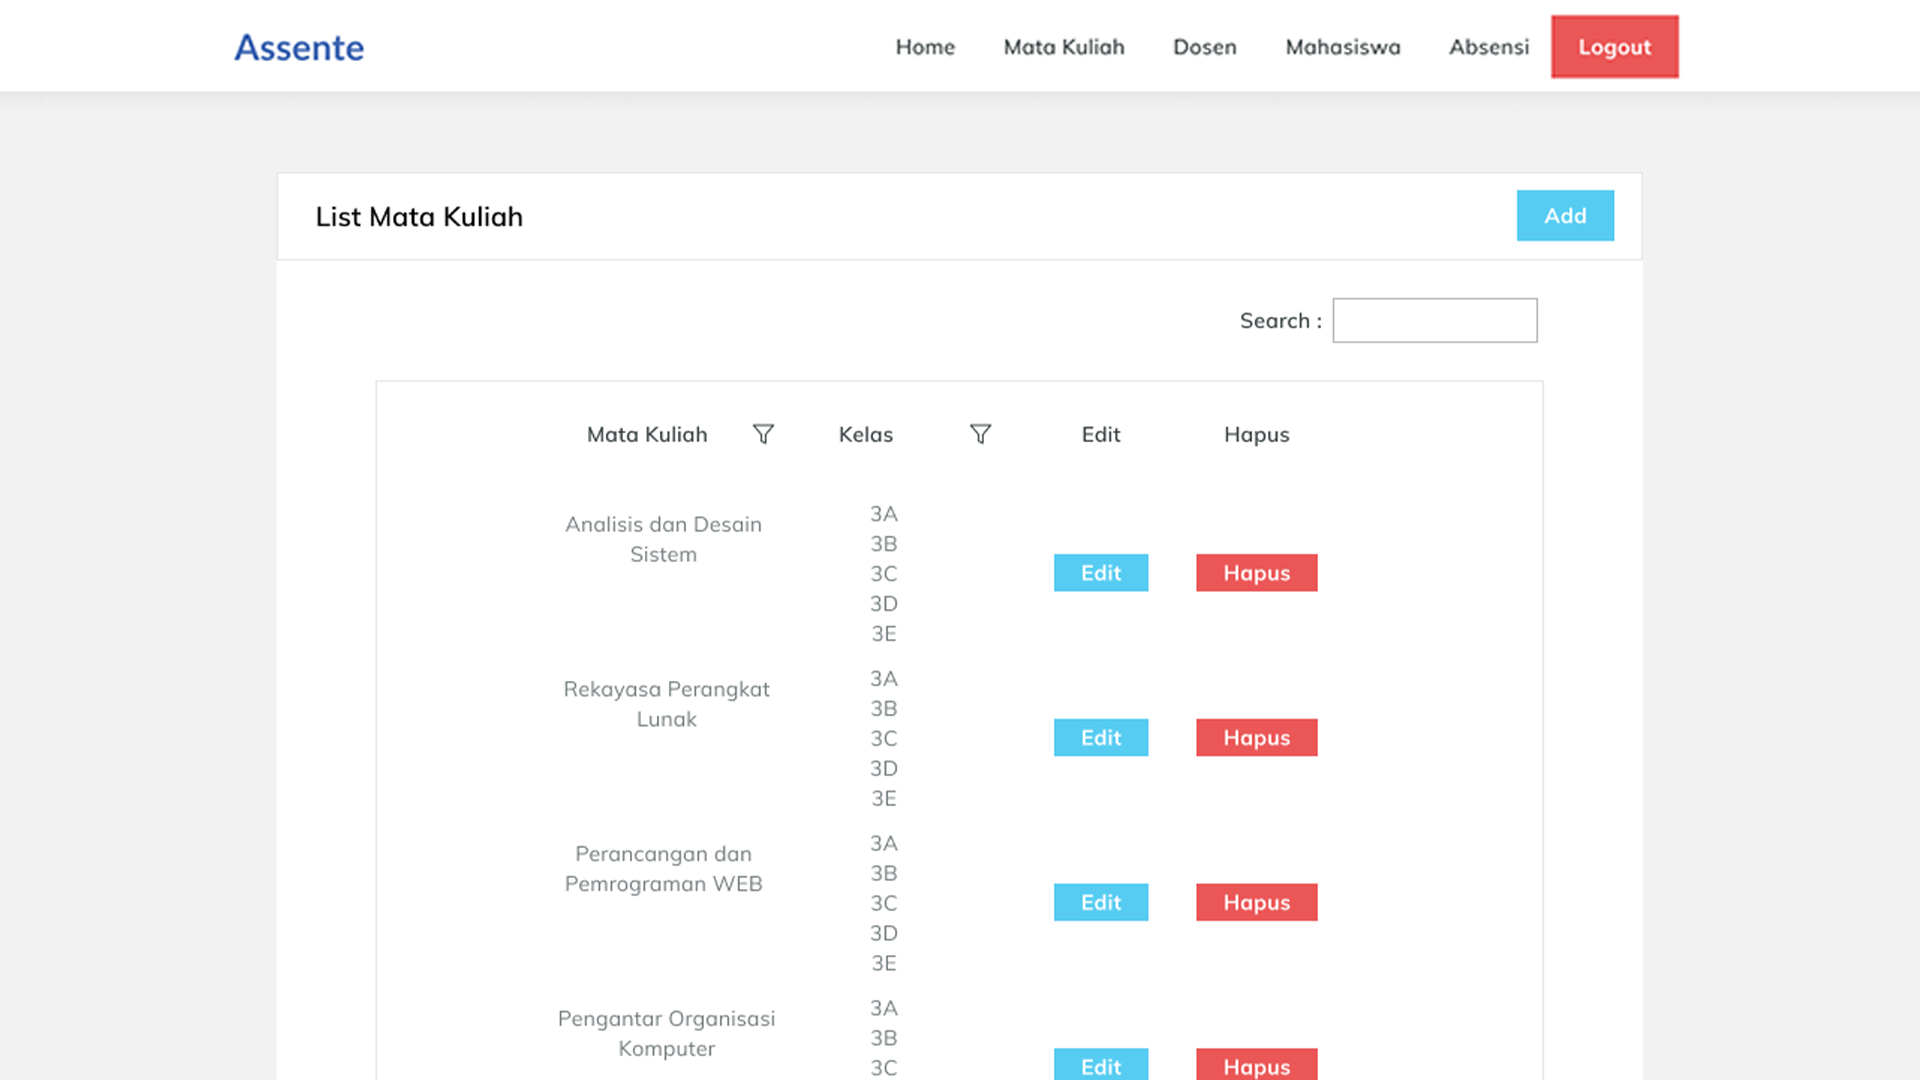 Assente
Home
Mata Kuliah
Dosen
Mahasiswa
Absensi
Logout
List Mata Kuliah
Add
Search :
Mata Kuliah
Kelas
Edit
Hapus
Analisis dan Desain
Sistem
3A
3B
3C
3D
3E
Edit
Hapus
Rekayasa Perangkat
Lunak
3A
3B
3C
3D
3E
Edit
Hapus
Perancangan dan
Pemrograman WEB
3A
3B
3C
3D
3E
Edit
Hapus
Pengantar Organisasi
Komputer
3A
3B
3C
Edit
Hapus